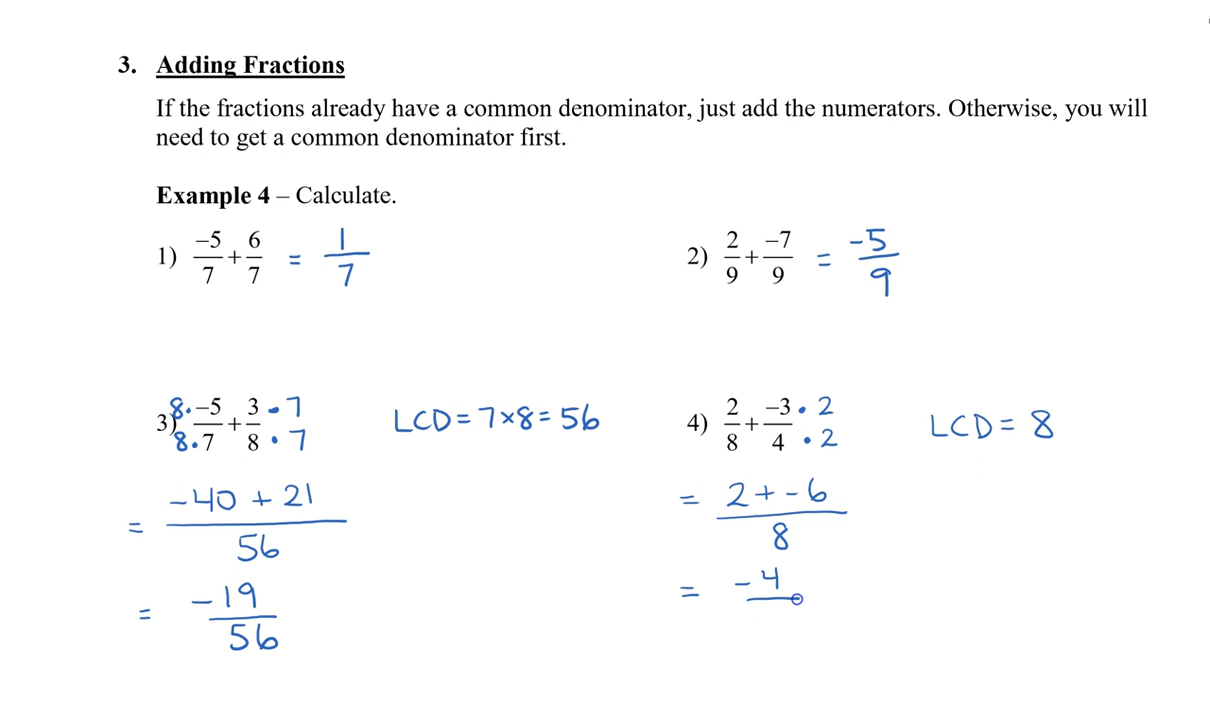 3. Adding Fractions
If the fractions already have a common denominator, just add the numerators. Otherwise, you will
need to get a common denominator first.
Example 4 – Calculate.
1) −5/7 + 6/7 = 1/7
2) 2/9 + −7/9 = -5/9
3) 8·−5/8·7 + 3·7/8·7 LCD = 7×8 = 56
= -40 + 21/56
= -19/56
4) 2/8 + −3·2/4·2 LCD = 8
= 2 + -6/8
= -4